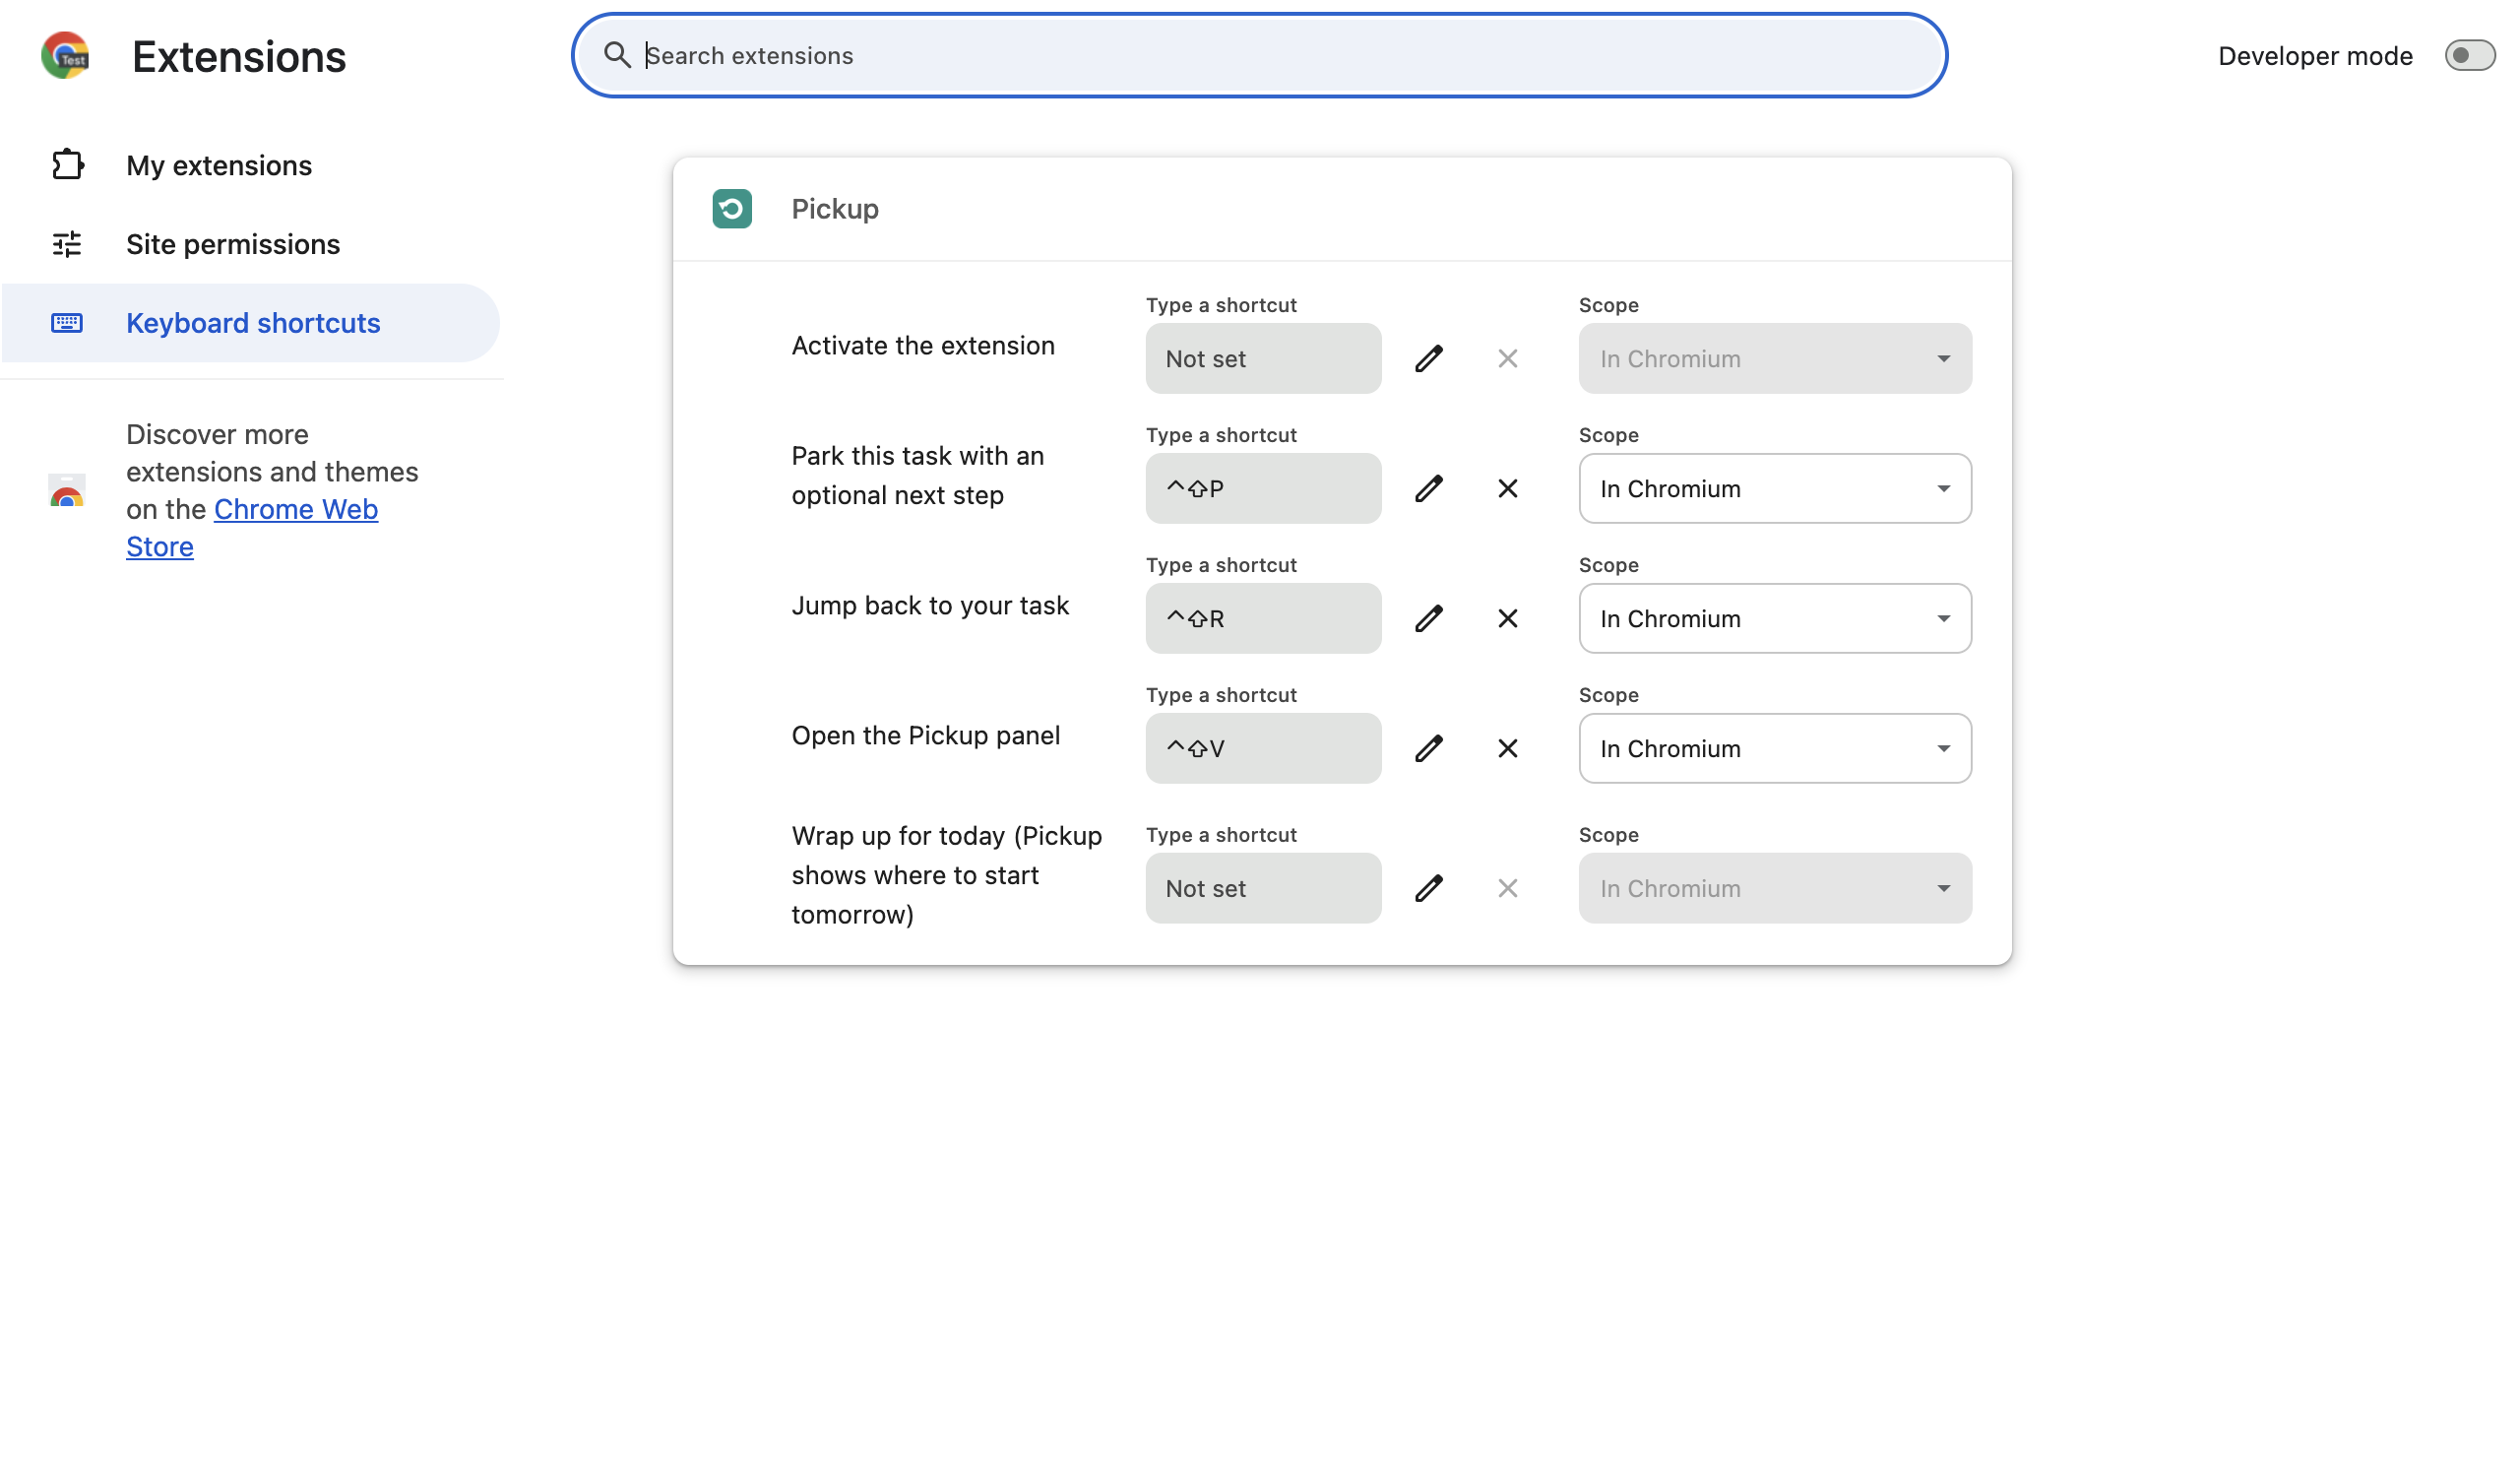 Test
Extensions
Search extensions
Developer mode
My extensions
Site permissions
Keyboard shortcuts
Discover more
extensions and themes
on the Chrome Web
Store
Pickup
Activate the extension
Type a shortcut
Not set
Scope
In Chromium
Park this task with an
optional next step
Type a shortcut
^⇧P
Scope
In Chromium
Jump back to your task
Type a shortcut
^⇧R
Scope
In Chromium
Open the Pickup panel
Type a shortcut
^⇧V
Scope
In Chromium
Wrap up for today (Pickup
shows where to start
tomorrow)
Type a shortcut
Not set
Scope
In Chromium